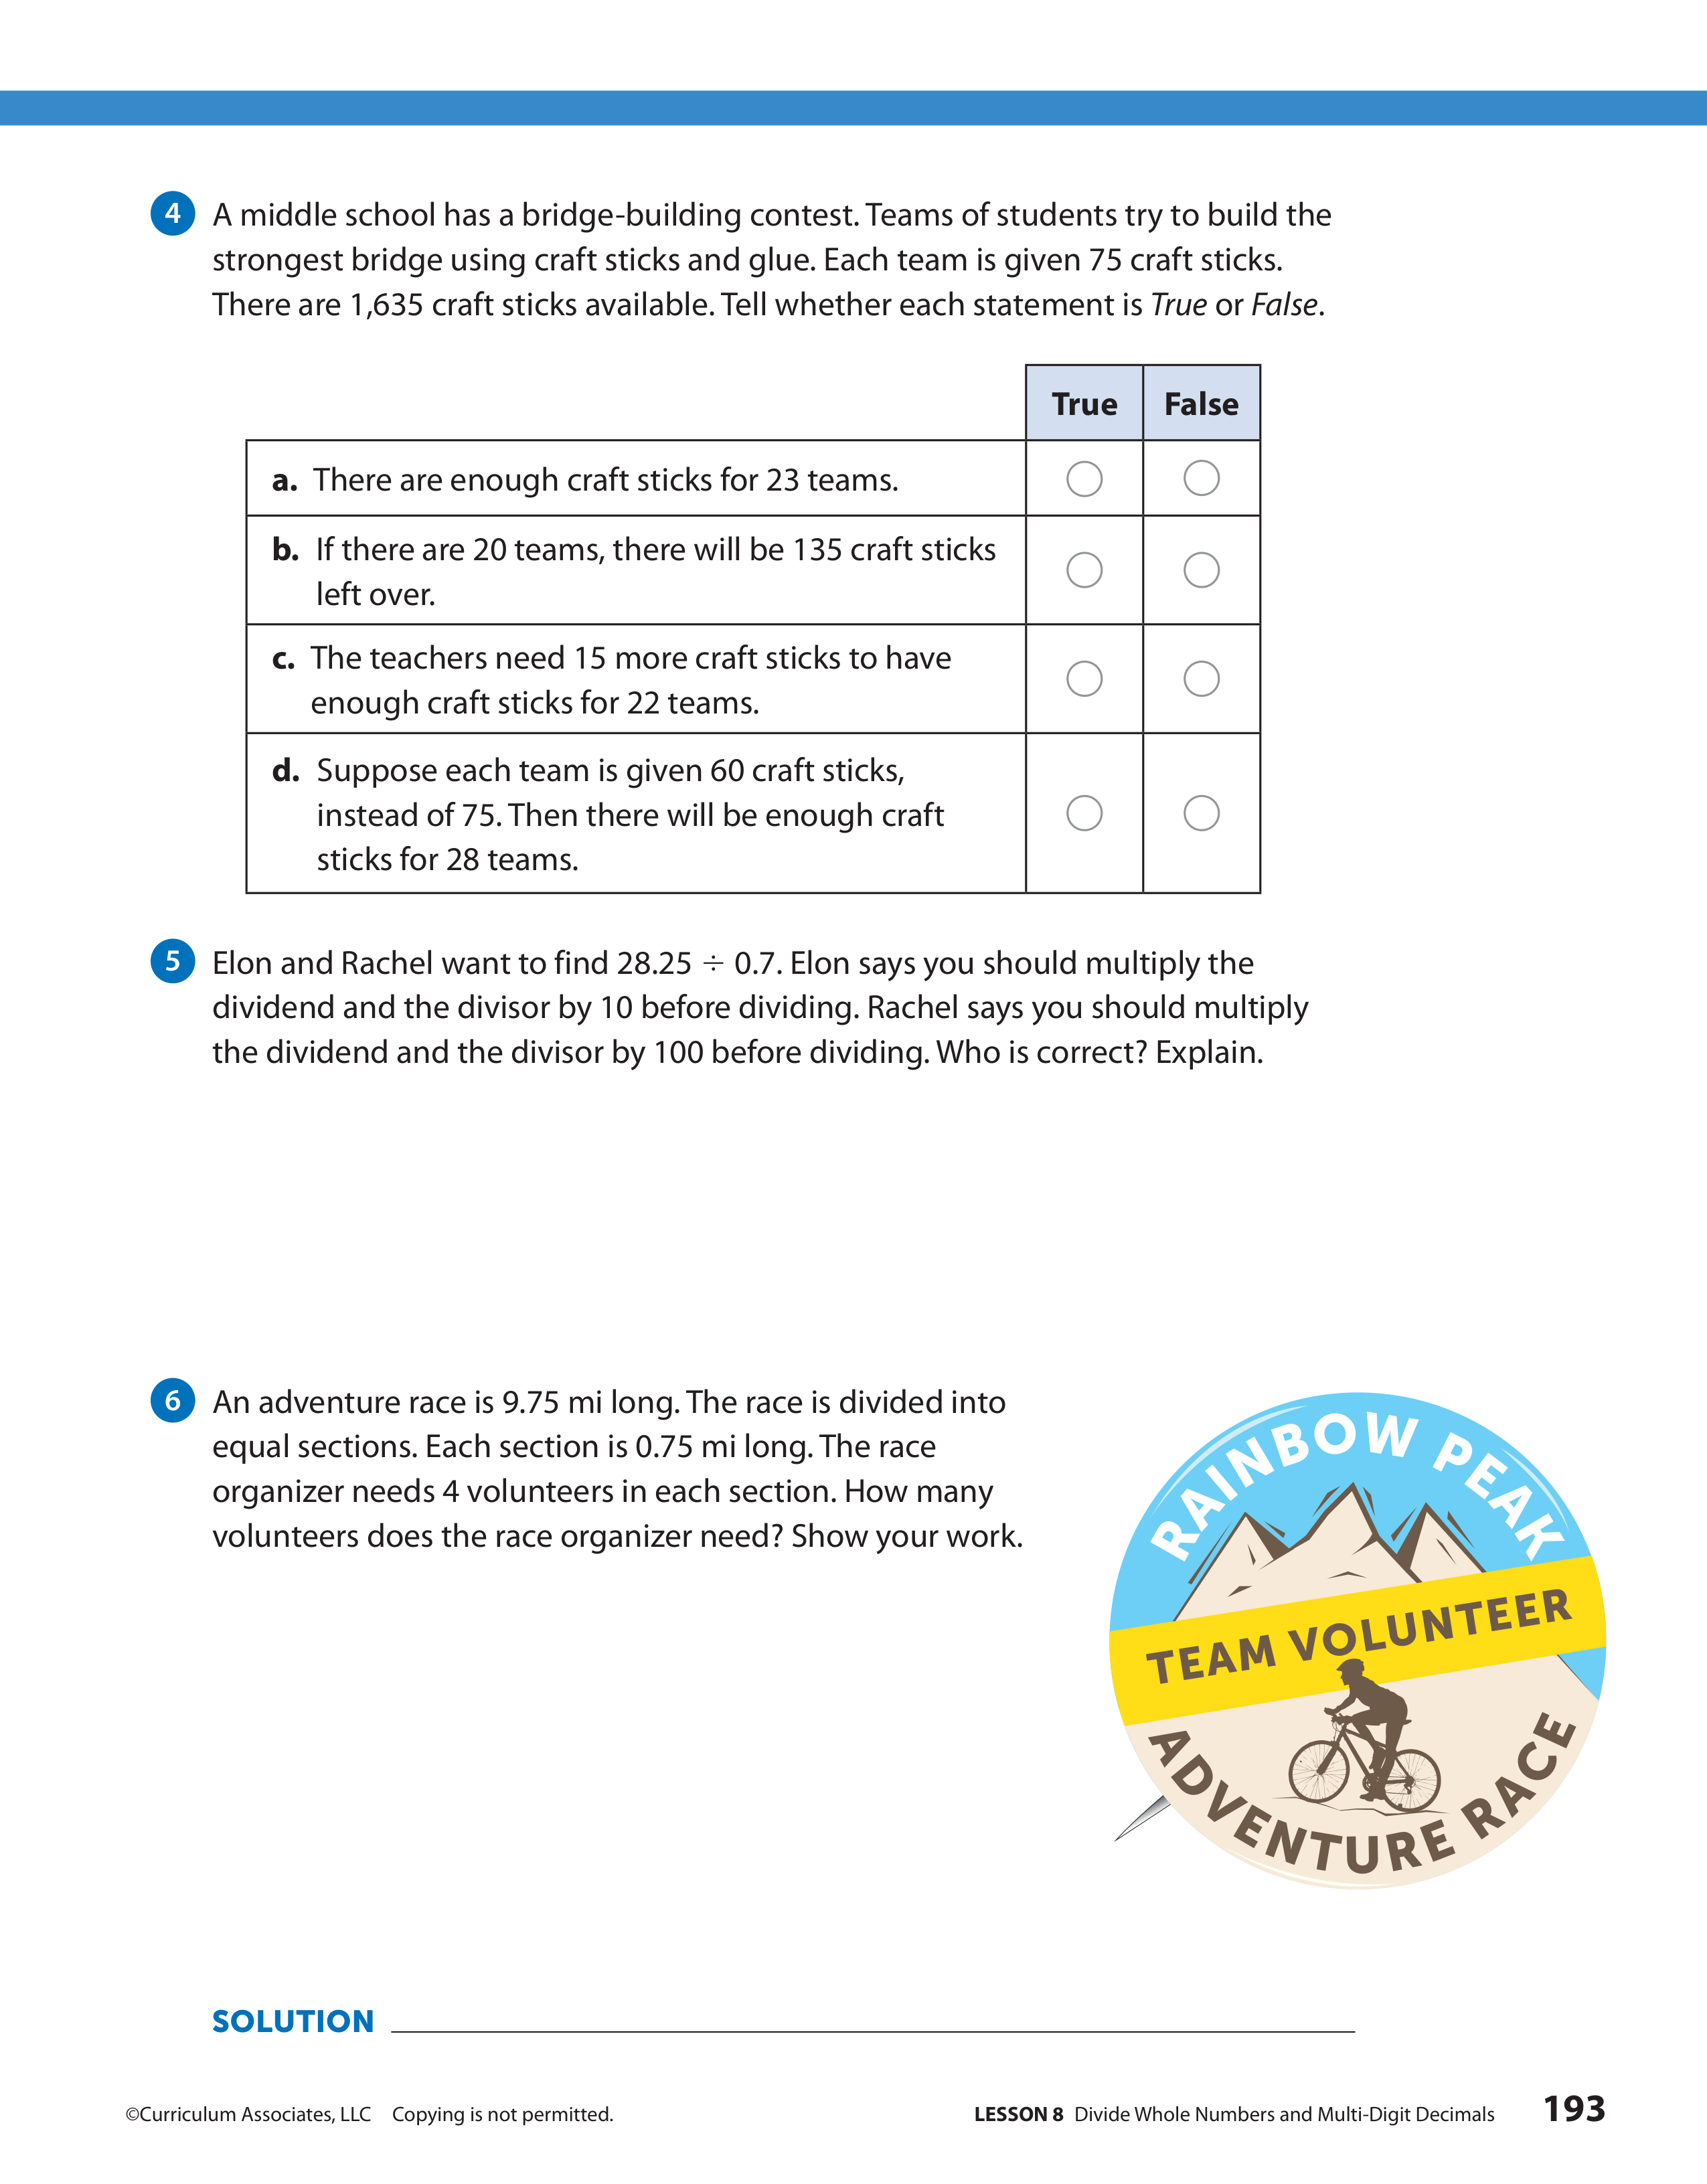 4 A middle school has a bridge-building contest. Teams of students try to build the
strongest bridge using craft sticks and glue. Each team is given 75 craft sticks.
There are 1,635 craft sticks available. Tell whether each statement is True or False.
True False
a. There are enough craft sticks for 23 teams.
b. If there are 20 teams, there will be 135 craft sticks
left over.
c. The teachers need 15 more craft sticks to have
enough craft sticks for 22 teams.
d. Suppose each team is given 60 craft sticks,
instead of 75. Then there will be enough craft
sticks for 28 teams.
5 Elon and Rachel want to find 28.25 ÷ 0.7. Elon says you should multiply the
dividend and the divisor by 10 before dividing. Rachel says you should multiply
the dividend and the divisor by 100 before dividing. Who is correct? Explain.
6 An adventure race is 9.75 mi long. The race is divided into
equal sections. Each section is 0.75 mi long. The race
organizer needs 4 volunteers in each section. How many
volunteers does the race organizer need? Show your work.
RAINBOW PEAK
TEAM VOLUNTEER
ADVENTURE RACE
SOLUTION
©Curriculum Associates, LLC Copying is not permitted.
LESSON 8 Divide Whole Numbers and Multi-Digit Decimals 193